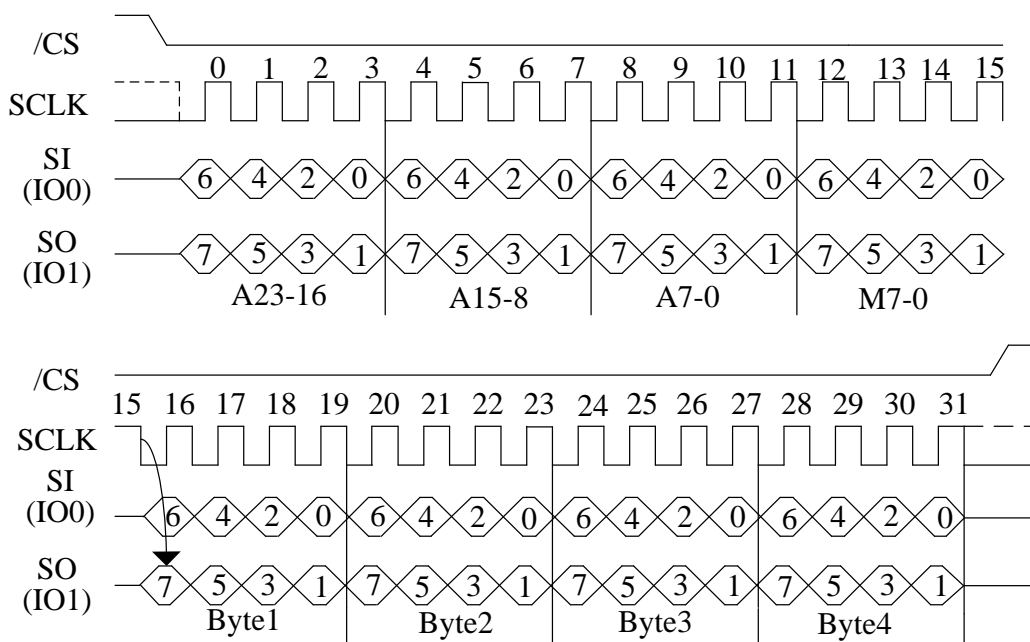 /CS
0 1 2 3 4 5 6 7 8 9 10 11 12 13 14 15
SCLK
SI
(IO0)
6 4 2 0 6 4 2 0 6 4 2 0 6 4 2 0
SO
(IO1)
7 5 3 1 7 5 3 1 7 5 3 1 7 5 3 1
A23-16 A15-8 A7-0 M7-0
/CS
15 16 17 18 19 20 21 22 23 24 25 26 27 28 29 30 31
SCLK
SI
(IO0)
6 4 2 0 6 4 2 0 6 4 2 0 6 4 2 0
SO
(IO1)
7 5 3 1 7 5 3 1 7 5 3 1 7 5 3 1
Byte1 Byte2 Byte3 Byte4